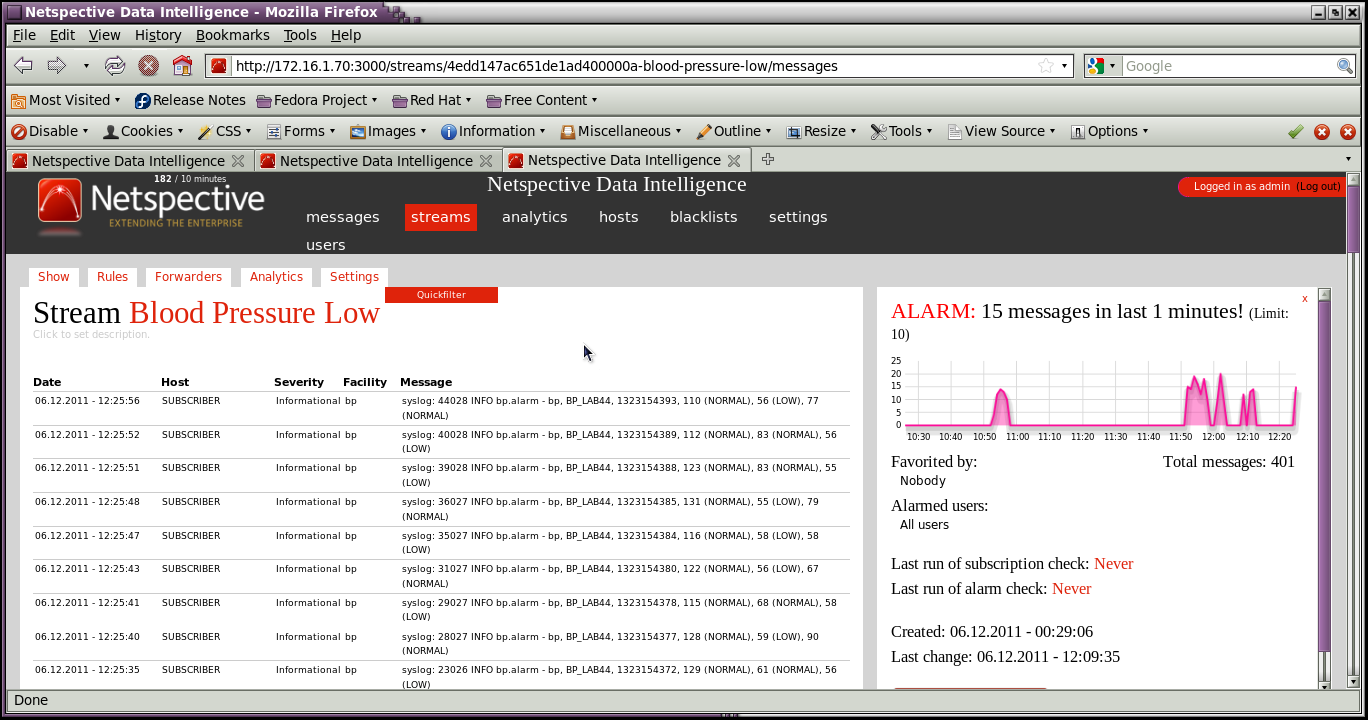 Netspective Data Intelligence - Mozilla Firefox
File Edit View History Bookmarks Tools Help
http://172.16.1.70:3000/streams/4edd147ac651de1ad400000a-blood-pressure-low/messages
Google
Most Visited Release Notes Fedora Project Red Hat Free Content
Disable Cookies CSS Forms Images Information Miscellaneous Outline Resize Tools View Source Options
Netspective Data Intelligence Netspective Data Intelligence Netspective Data Intelligence
182 / 10 minutes
Netspective
EXTENDING THE ENTERPRISE
Netspective Data Intelligence
Logged in as admin (Log out)
messages streams analytics hosts blacklists settings
users
Show Rules Forwarders Analytics Settings
Quickfilter
Stream Blood Pressure Low
Click to set description.
Date Host Severity Facility Message
06.12.2011 - 12:25:56 SUBSCRIBER Informational bp syslog: 44028 INFO bp.alarm - bp, BP_LAB44, 1323154393, 110 (NORMAL), 56 (LOW), 77
(NORMAL)
06.12.2011 - 12:25:52 SUBSCRIBER Informational bp syslog: 40028 INFO bp.alarm - bp, BP_LAB44, 1323154389, 112 (NORMAL), 83 (NORMAL), 56
(LOW)
06.12.2011 - 12:25:51 SUBSCRIBER Informational bp syslog: 39028 INFO bp.alarm - bp, BP_LAB44, 1323154388, 123 (NORMAL), 83 (NORMAL), 55
(LOW)
06.12.2011 - 12:25:48 SUBSCRIBER Informational bp syslog: 36027 INFO bp.alarm - bp, BP_LAB44, 1323154385, 131 (NORMAL), 55 (LOW), 79
(NORMAL)
06.12.2011 - 12:25:47 SUBSCRIBER Informational bp syslog: 35027 INFO bp.alarm - bp, BP_LAB44, 1323154384, 116 (NORMAL), 58 (LOW), 58
(LOW)
06.12.2011 - 12:25:43 SUBSCRIBER Informational bp syslog: 31027 INFO bp.alarm - bp, BP_LAB44, 1323154380, 122 (NORMAL), 56 (LOW), 67
(NORMAL)
06.12.2011 - 12:25:41 SUBSCRIBER Informational bp syslog: 29027 INFO bp.alarm - bp, BP_LAB44, 1323154378, 115 (NORMAL), 68 (NORMAL), 58
(LOW)
06.12.2011 - 12:25:40 SUBSCRIBER Informational bp syslog: 28027 INFO bp.alarm - bp, BP_LAB44, 1323154377, 128 (NORMAL), 59 (LOW), 90
(NORMAL)
06.12.2011 - 12:25:35 SUBSCRIBER Informational bp syslog: 23026 INFO bp.alarm - bp, BP_LAB44, 1323154372, 129 (NORMAL), 61 (NORMAL), 56
(LOW)
x
ALARM: 15 messages in last 1 minutes! (Limit:
10)
25
20
15
10
5
0
10:30 10:40 10:50 11:00 11:10 11:20 11:30 11:40 11:50 12:00 12:10 12:20
Favorited by: Total messages: 401
Nobody
Alarmed users:
All users
Last run of subscription check: Never
Last run of alarm check: Never
Created: 06.12.2011 - 00:29:06
Last change: 06.12.2011 - 12:09:35
Done